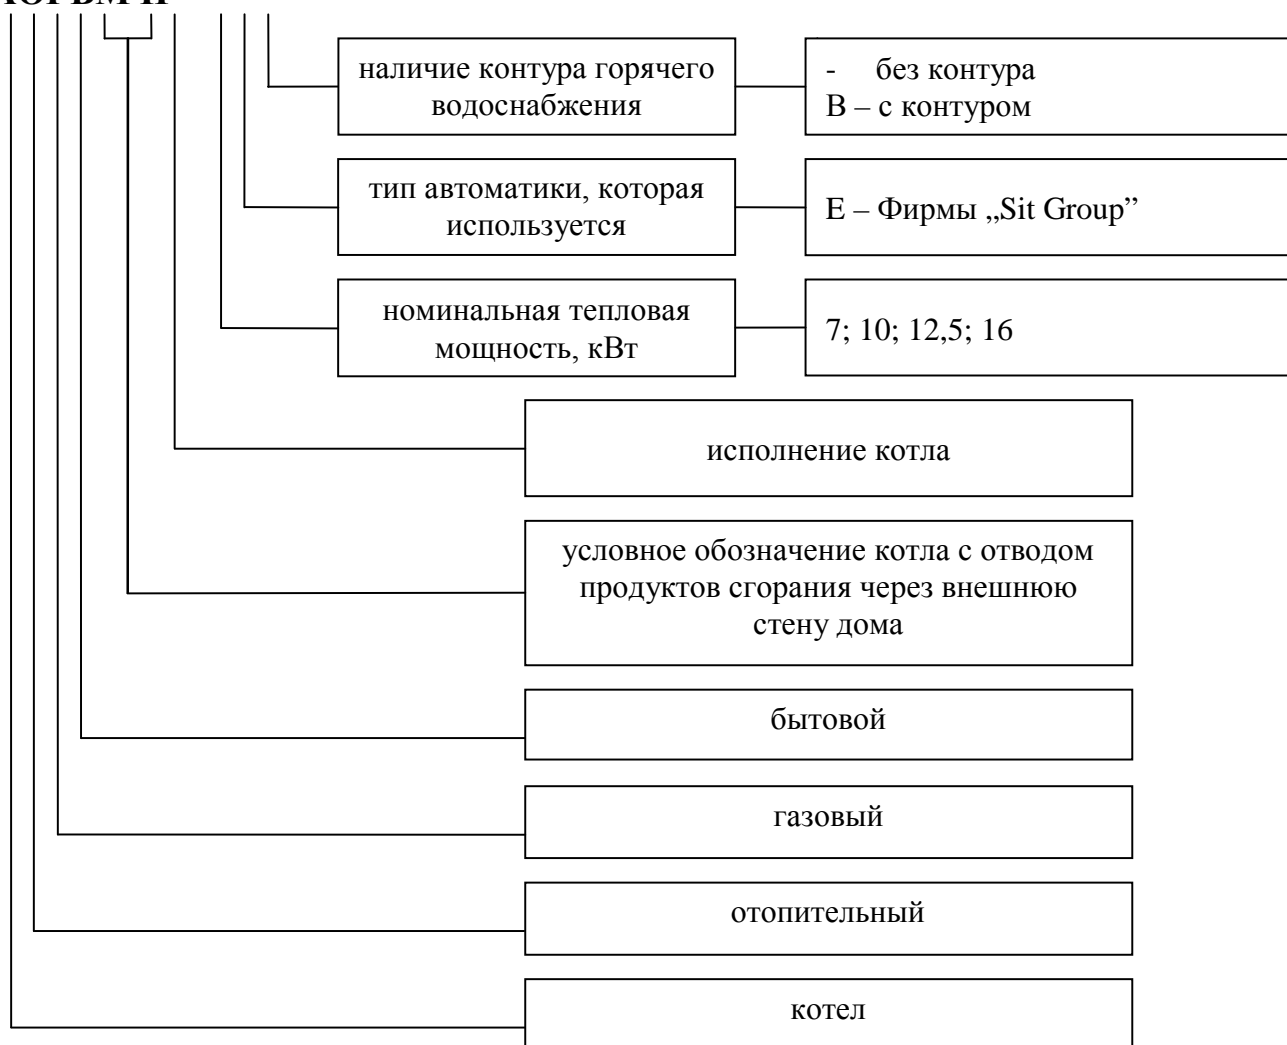 наличие контура горячего
водоснабжения
- без контура
В – с контуром
тип автоматики, которая
используется
Е – Фирмы „Sit Group”
номинальная тепловая
мощность, кВт
7; 10; 12,5; 16
исполнение котла
условное обозначение котла с отводом
продуктов сгорания через внешнюю
стену дома
бытовой
газовый
отопительный
котел